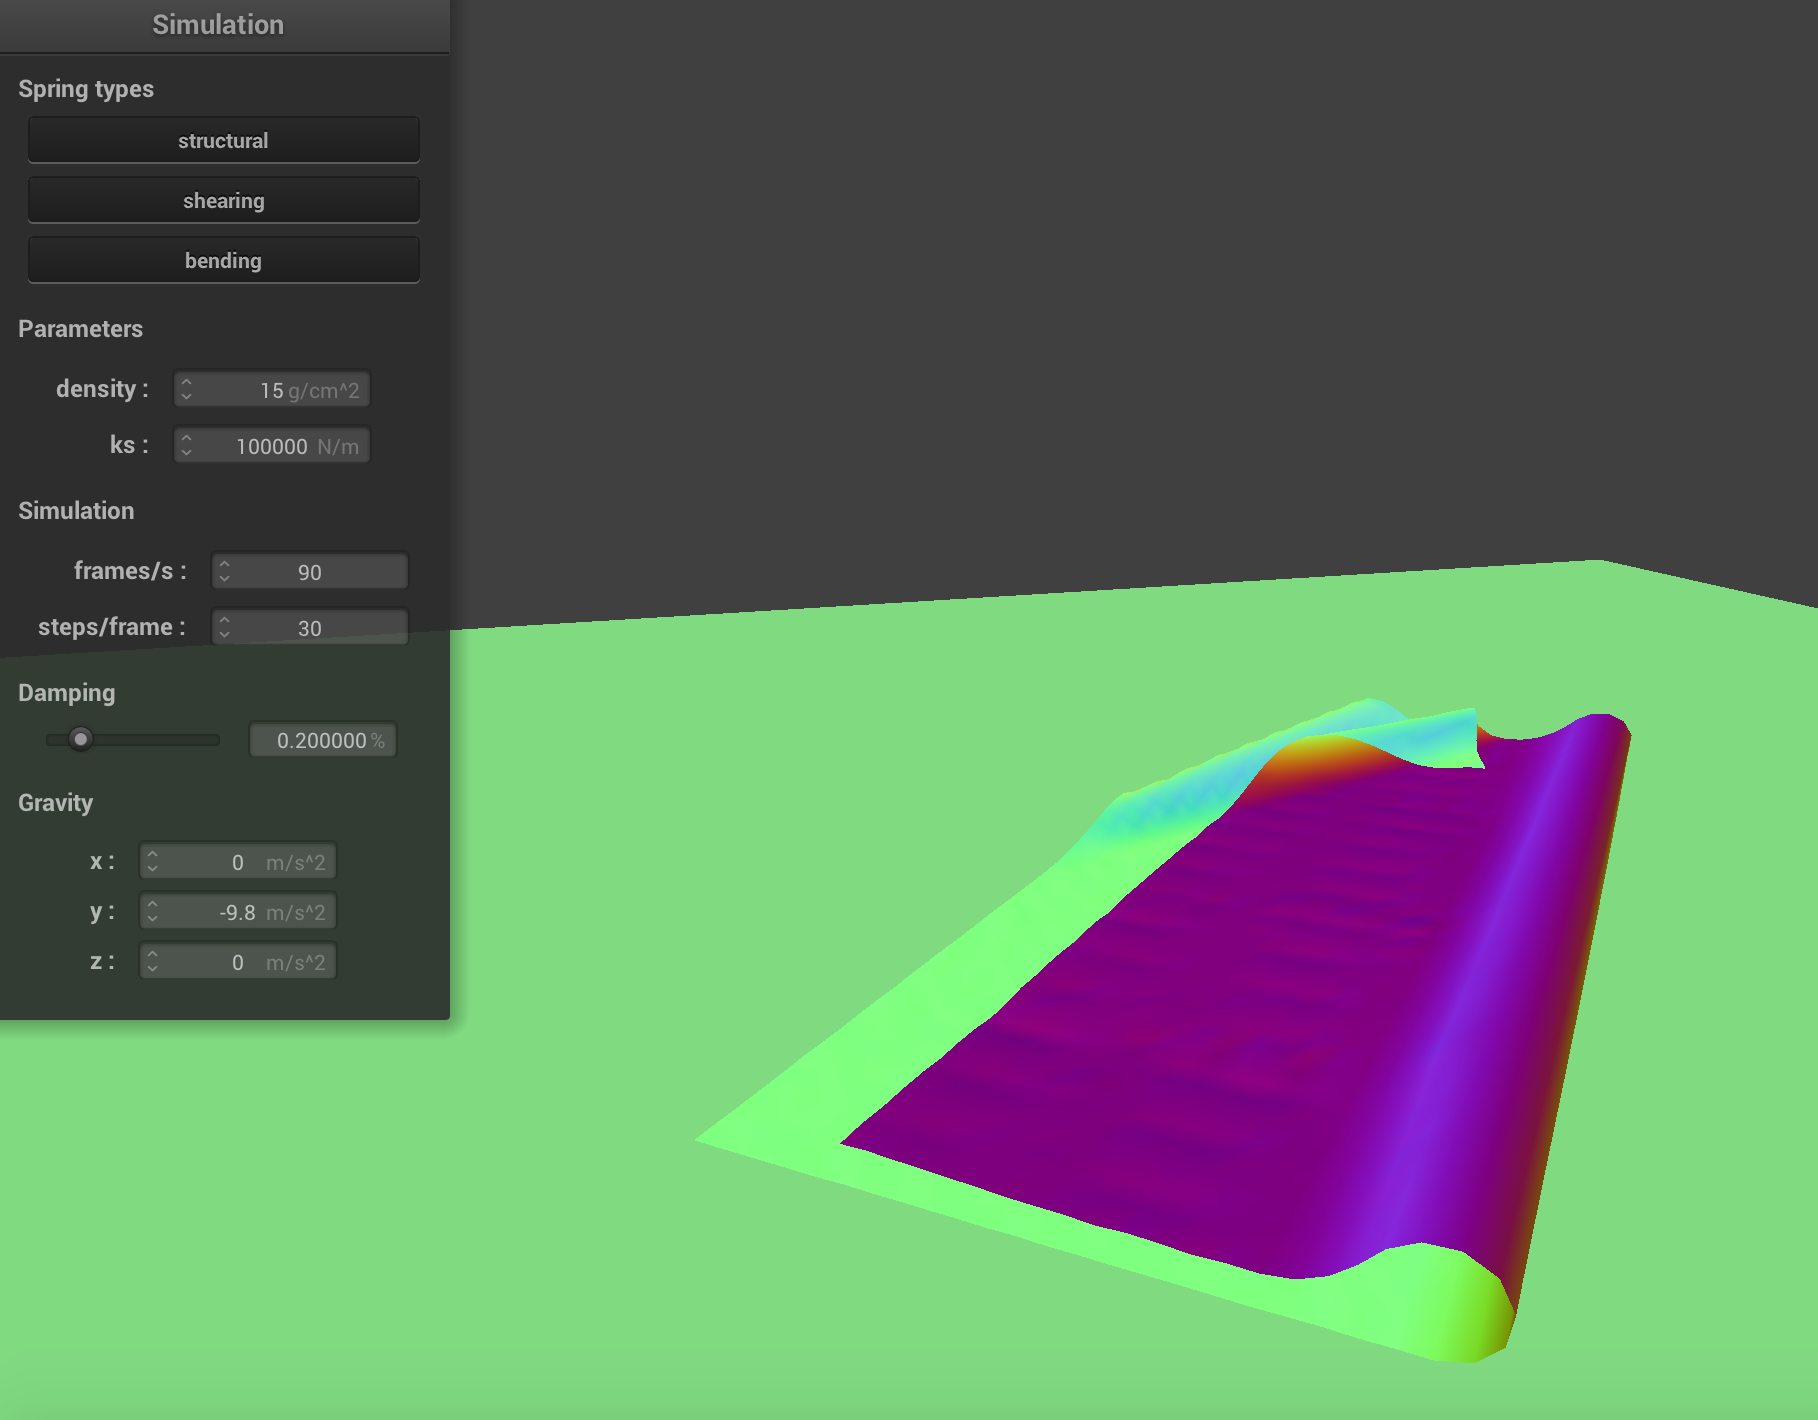 Simulation
Spring types
structural
shearing
bending
Parameters
density : 15 g/cm^2
ks : 100000 N/m
Simulation
frames/s : 90
steps/frame : 30
Damping
0.200000 %
Gravity
x : 0 m/s^2
y : -9.8 m/s^2
z : 0 m/s^2